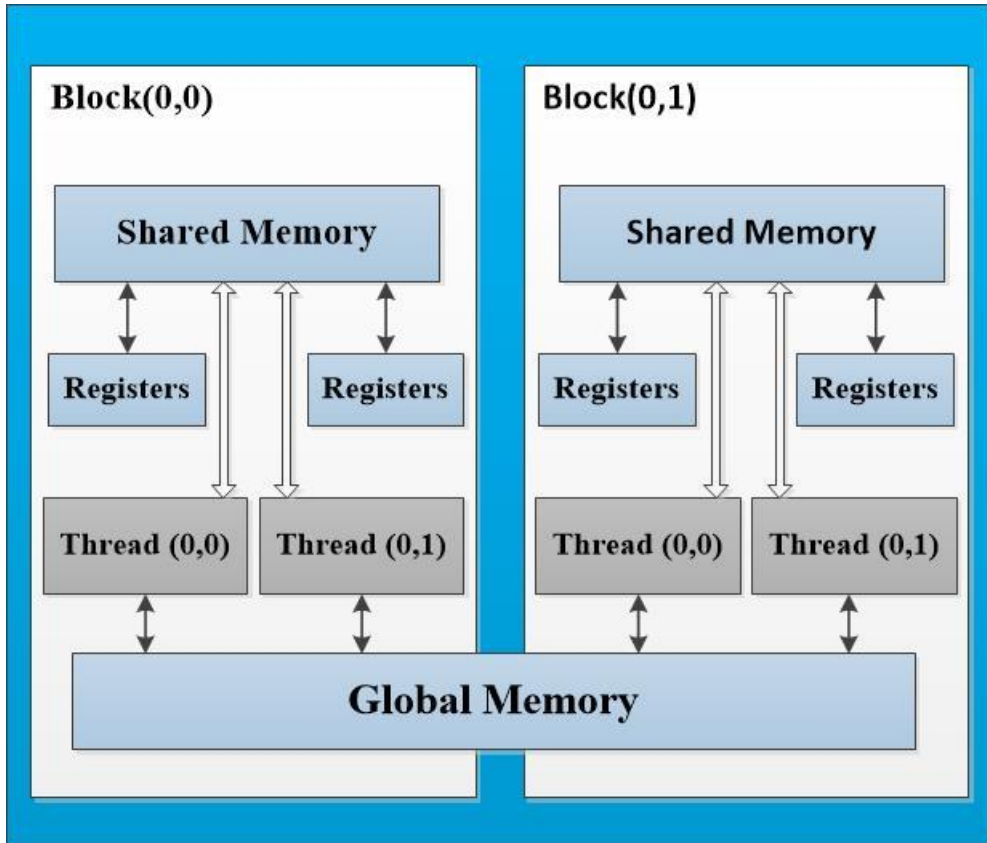 Block(0,0)
Shared Memory
Registers
Registers
Thread (0,0)
Thread (0,1)
Block(0,1)
Shared Memory
Registers
Registers
Thread (0,0)
Thread (0,1)
Global Memory